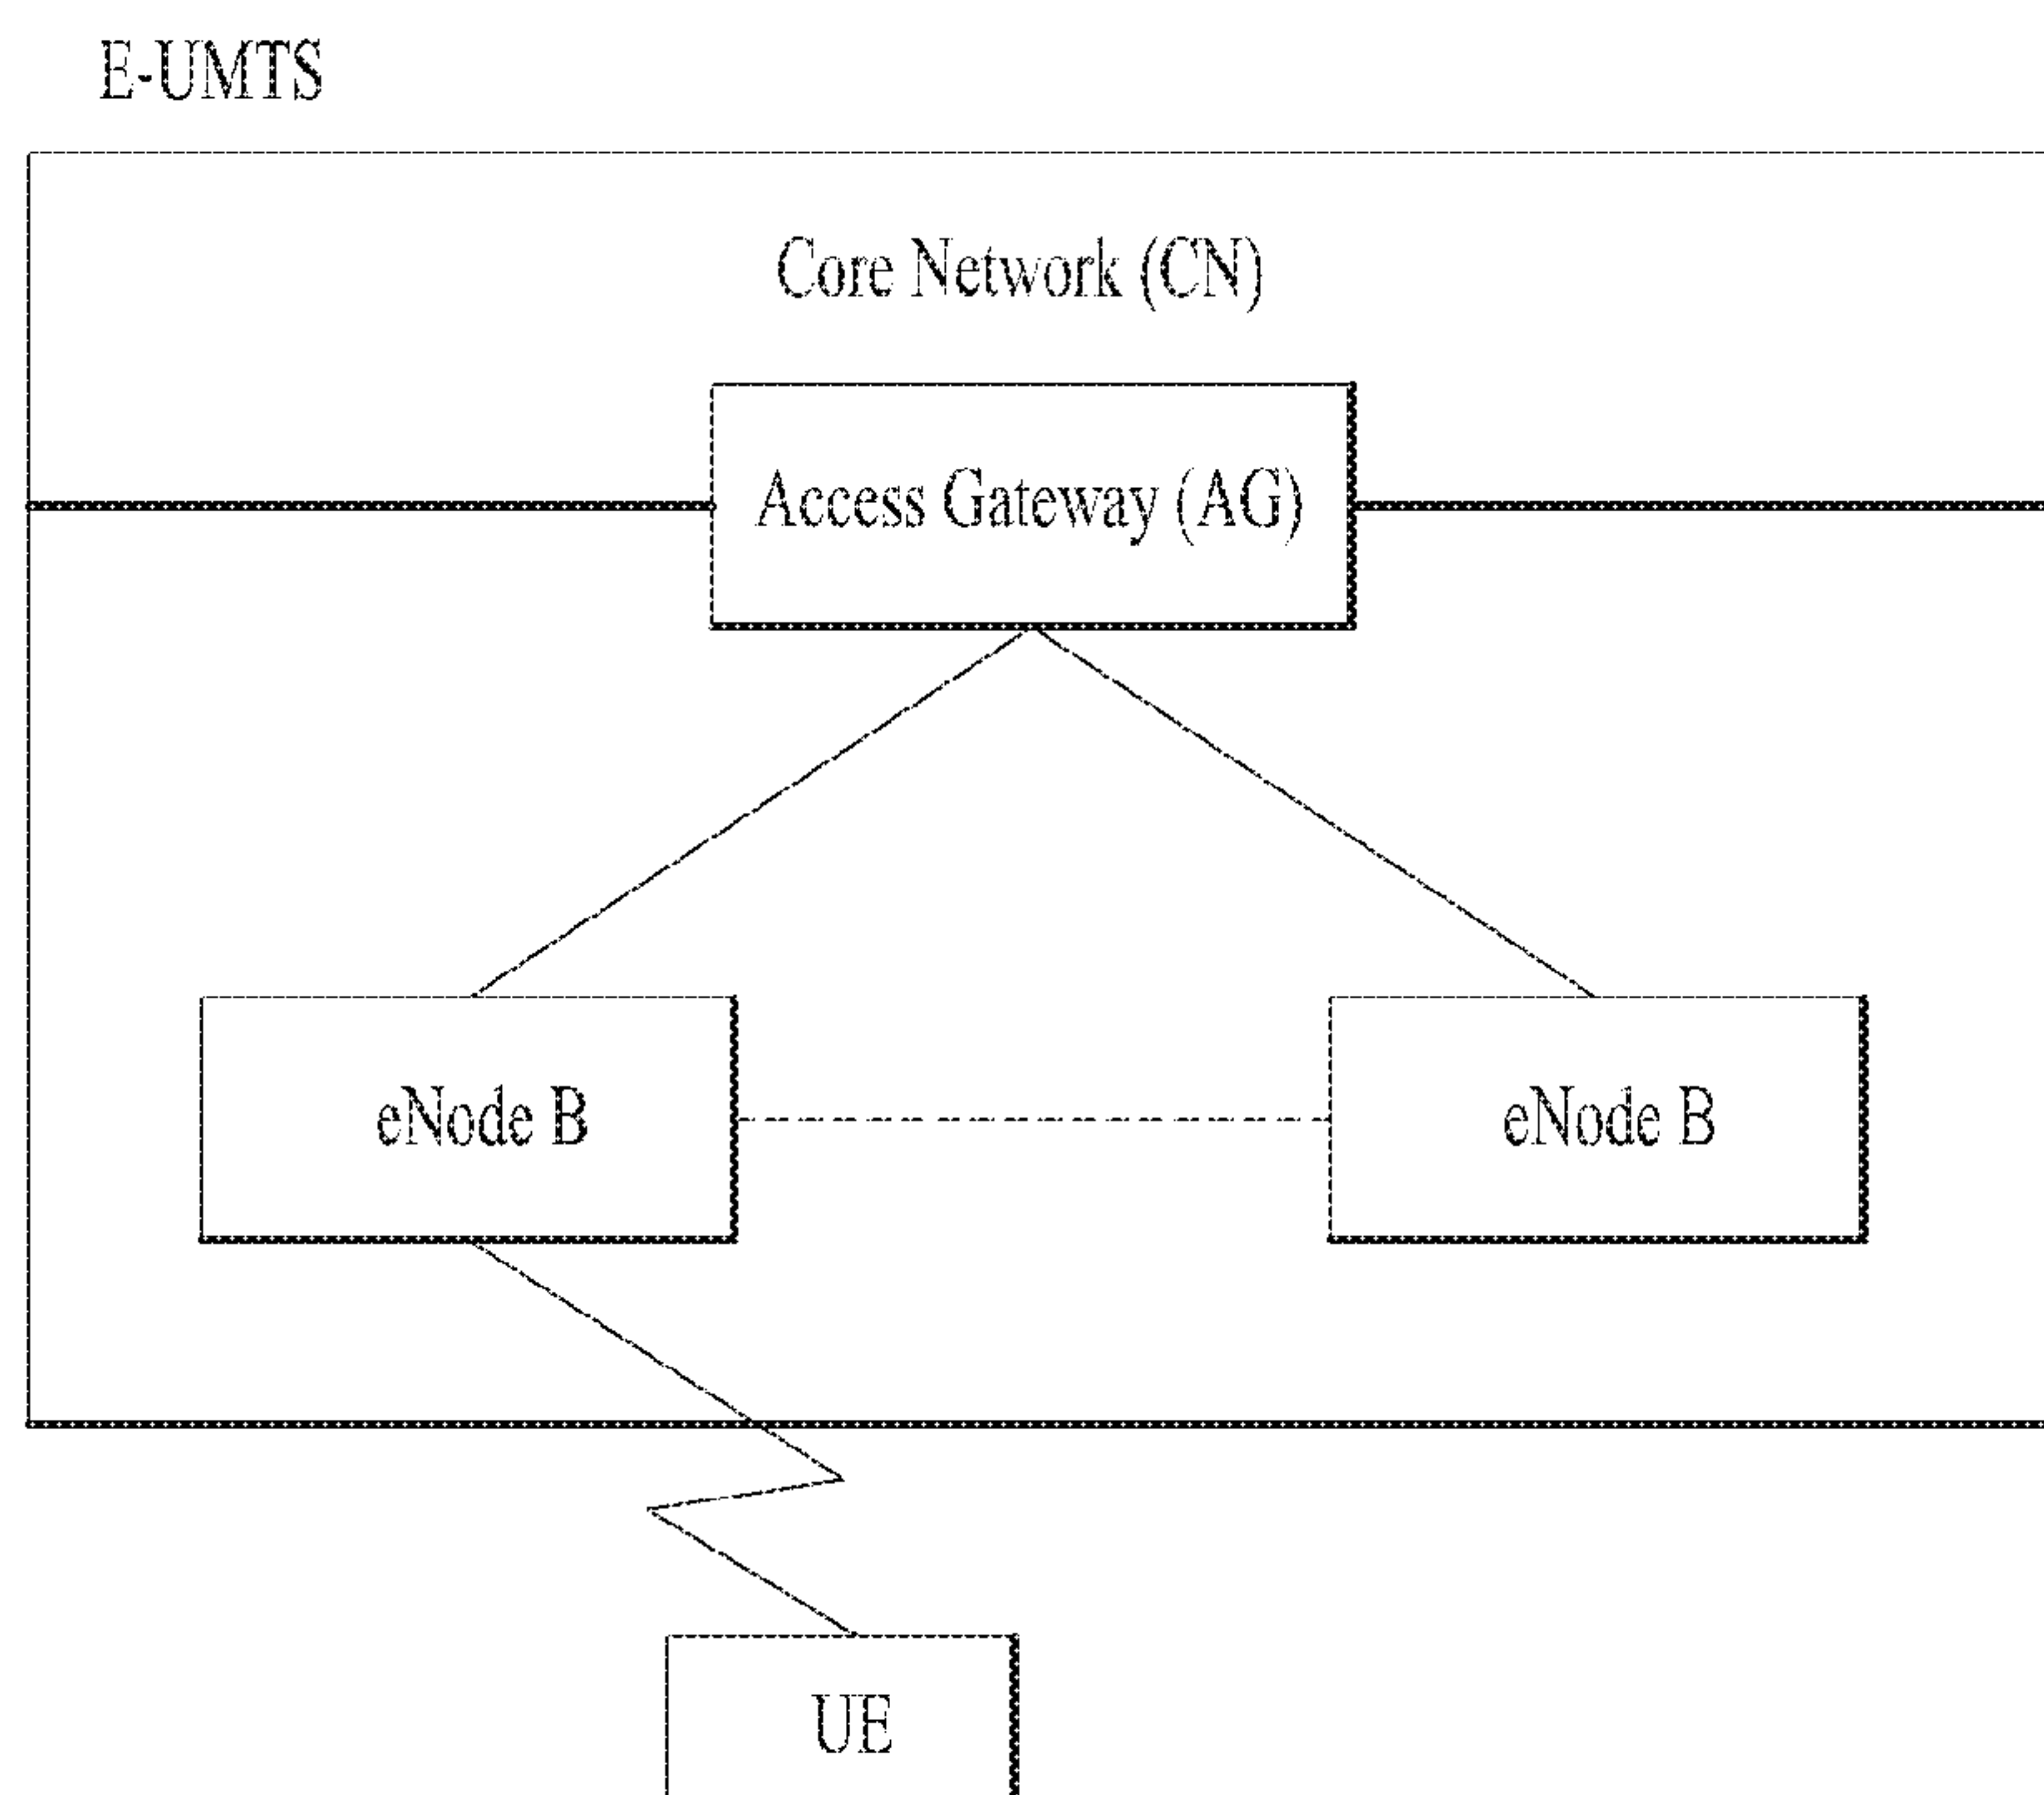 E-UMTS
Core Network (CN)
Access Gateway (AG)
eNode B
eNode B
UE